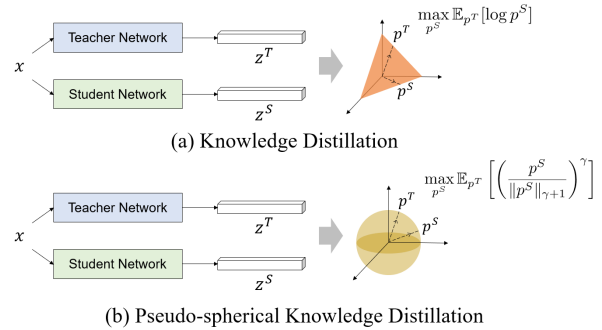 Teacher Network
Student Network
x
z^T
z^S
max_{p^S} 𝔼_{p^T}[log p^S]
p^T
p^S
(a) Knowledge Distillation
Teacher Network
Student Network
x
z^T
z^S
max_{p^S} 𝔼_{p^T}[(p^S / ‖p^S‖_{γ+1})^γ]
p^T
p^S
(b) Pseudo-spherical Knowledge Distillation